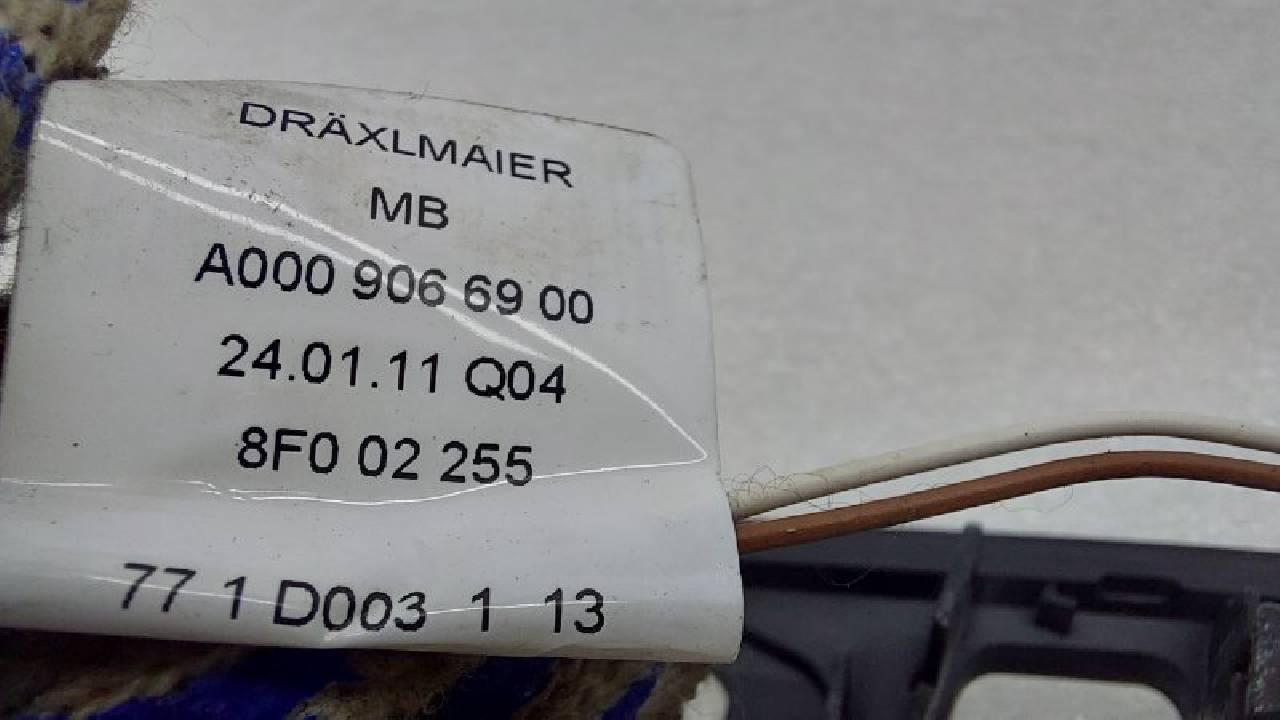 DRÄXLMAIER
MB
A000 906 69 00
24.01.11 Q04
8F0 02 255
77 1 D003 1 13